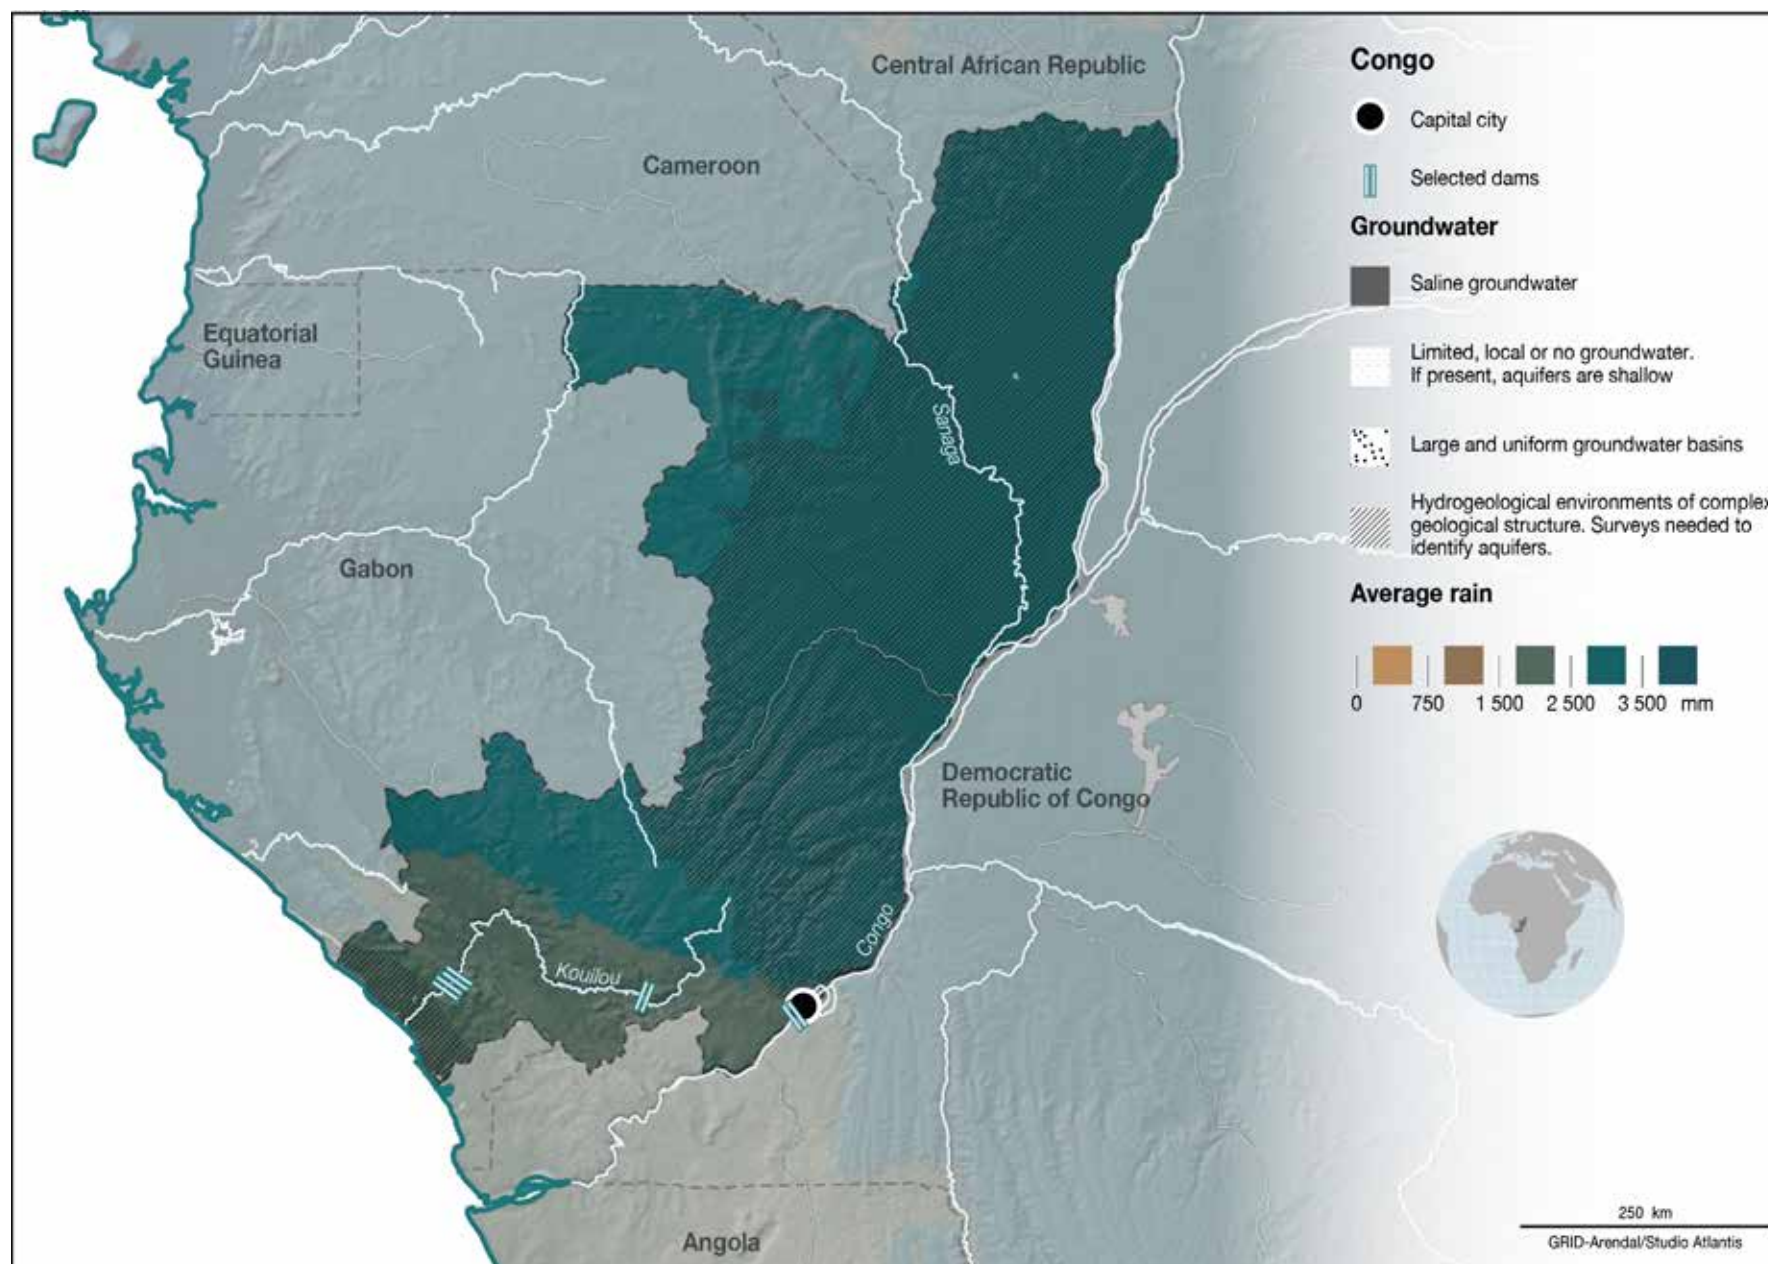 Central African Republic
Cameroon
Equatorial
Guinea
Gabon
Sanaga
Democratic
Republic of Congo
Congo
Kouilou
Angola
Congo
Capital city
Selected dams
Groundwater
Saline groundwater
Limited, local or no groundwater.
If present, aquifers are shallow
Large and uniform groundwater basins
Hydrogeological environments of complex
geological structure. Surveys needed to
identify aquifers.
Average rain
0 750 1 500 2 500 3 500 mm
250 km
GRID-Arendal/Studio Atlantis